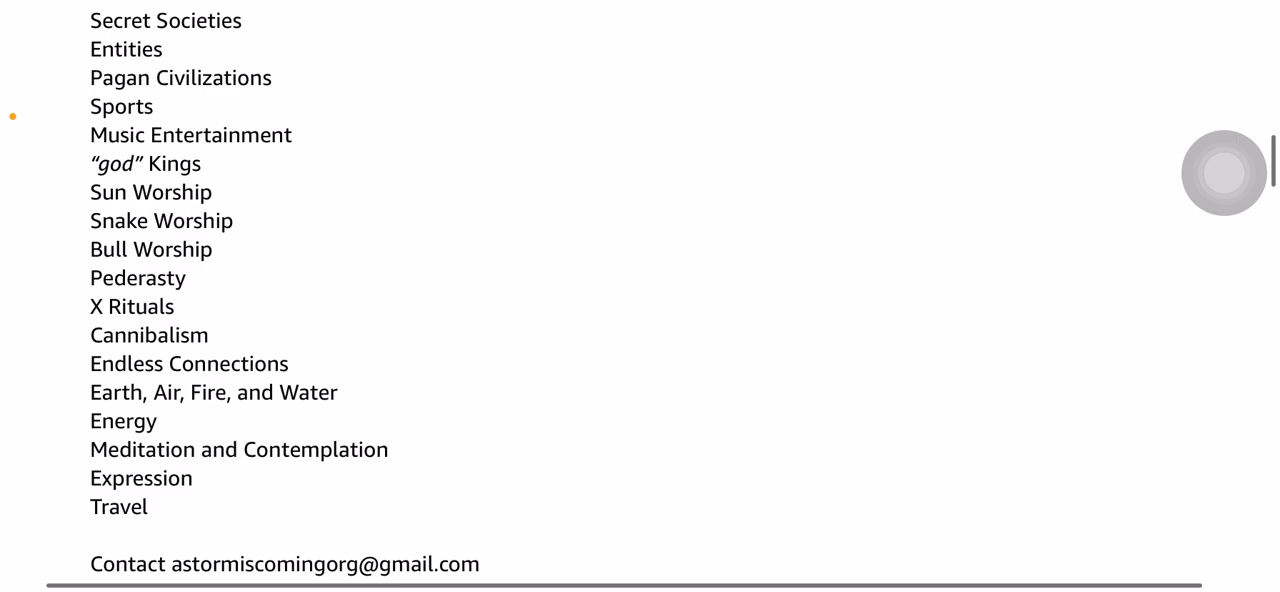 Secret Societies
Entities
Pagan Civilizations
Sports
Music Entertainment
“god” Kings
Sun Worship
Snake Worship
Bull Worship
Pederasty
X Rituals
Cannibalism
Endless Connections
Earth, Air, Fire, and Water
Energy
Meditation and Contemplation
Expression
Travel
Contact astormiscomingorg@gmail.com